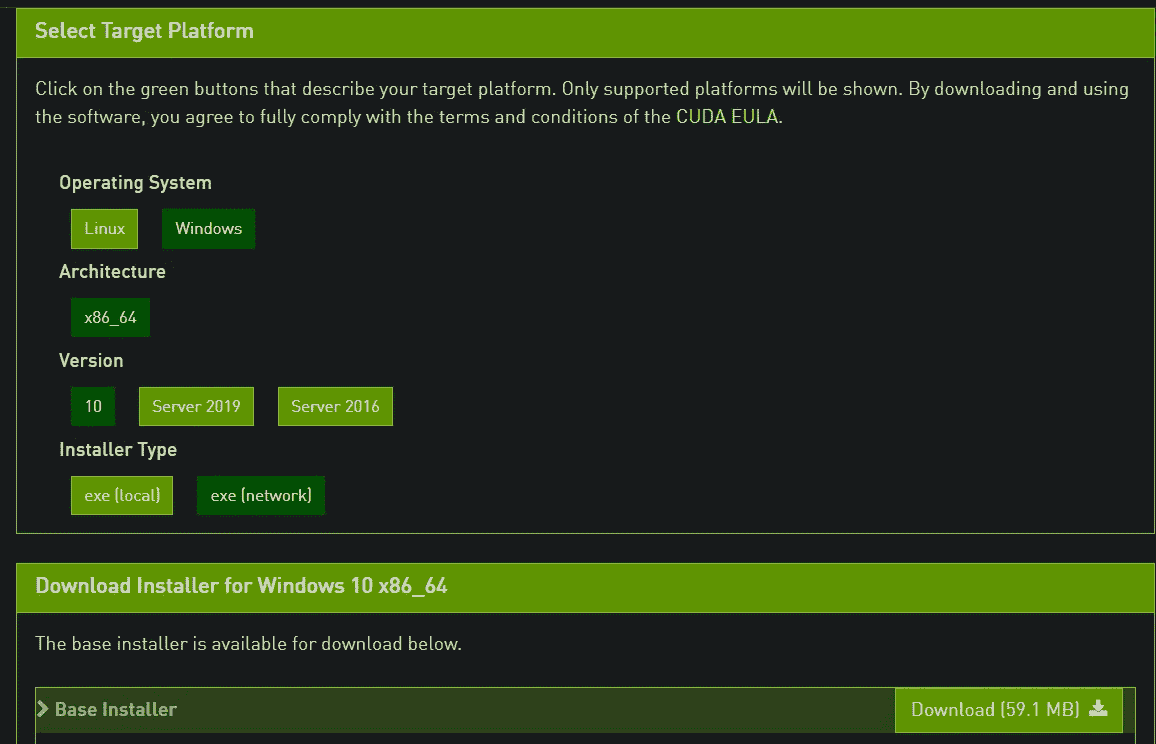 Select Target Platform
Click on the green buttons that describe your target platform. Only supported platforms will be shown. By downloading and using
the software, you agree to fully comply with the terms and conditions of the CUDA EULA.
Operating System
Linux Windows
Architecture
x86_64
Version
10 Server 2019 Server 2016
Installer Type
exe (local) exe (network)
Download Installer for Windows 10 x86_64
The base installer is available for download below.
Base Installer Download (59.1 MB)